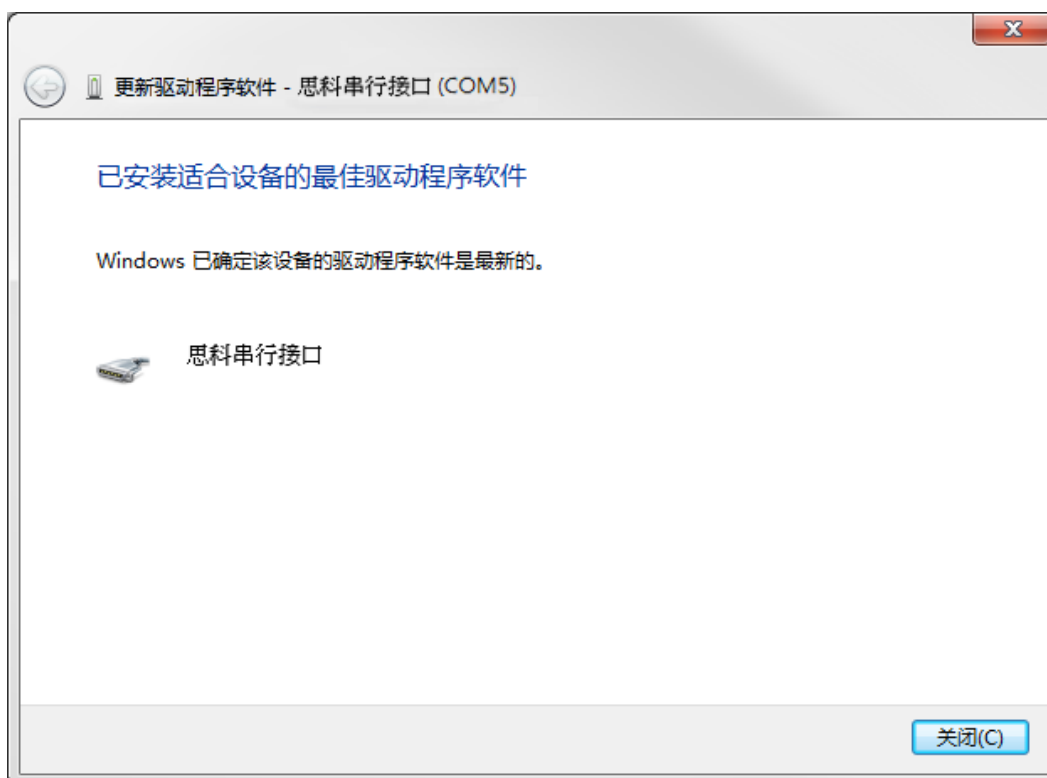 更新驱动程序软件 - 思科串行接口 (COM5)
已安装适合设备的最佳驱动程序软件
Windows 已确定该设备的驱动程序软件是最新的。
思科串行接口
关闭(C)